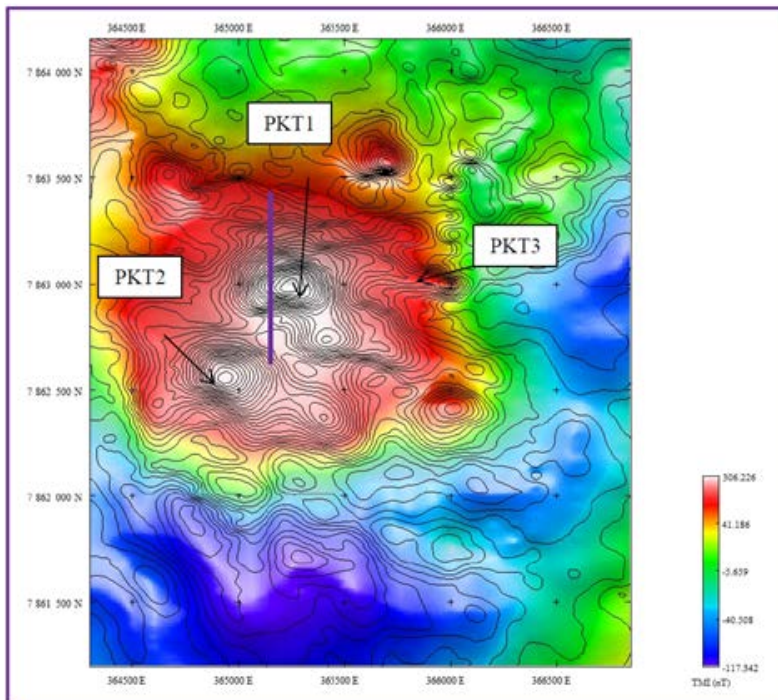 364500 E 365000 E 365500 E 366000 E 366500 E
7 864 000 N
PKT1
7 863 500 N
PKT3
PKT2
7 863 000 N
7 862 500 N
7 862 000 N
306.226
41.186
-3.659
-40.308
-117.342
TMI (nT)
7 861 500 N
364500 E 365000 E 365500 E 366000 E 366500 E